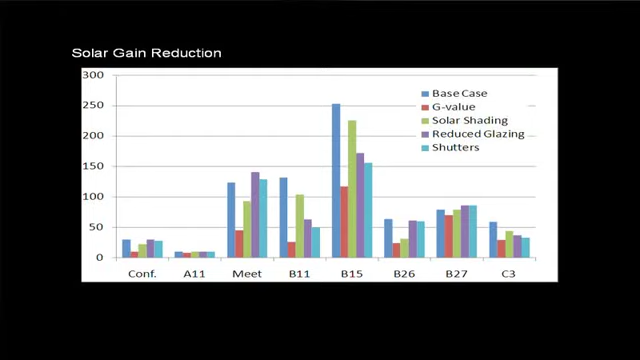 Solar Gain Reduction
300
250
200
150
100
50
0
Base Case
G-value
Solar Shading
Reduced Glazing
Shutters
Conf. A11 Meet B11 B15 B26 B27 C3